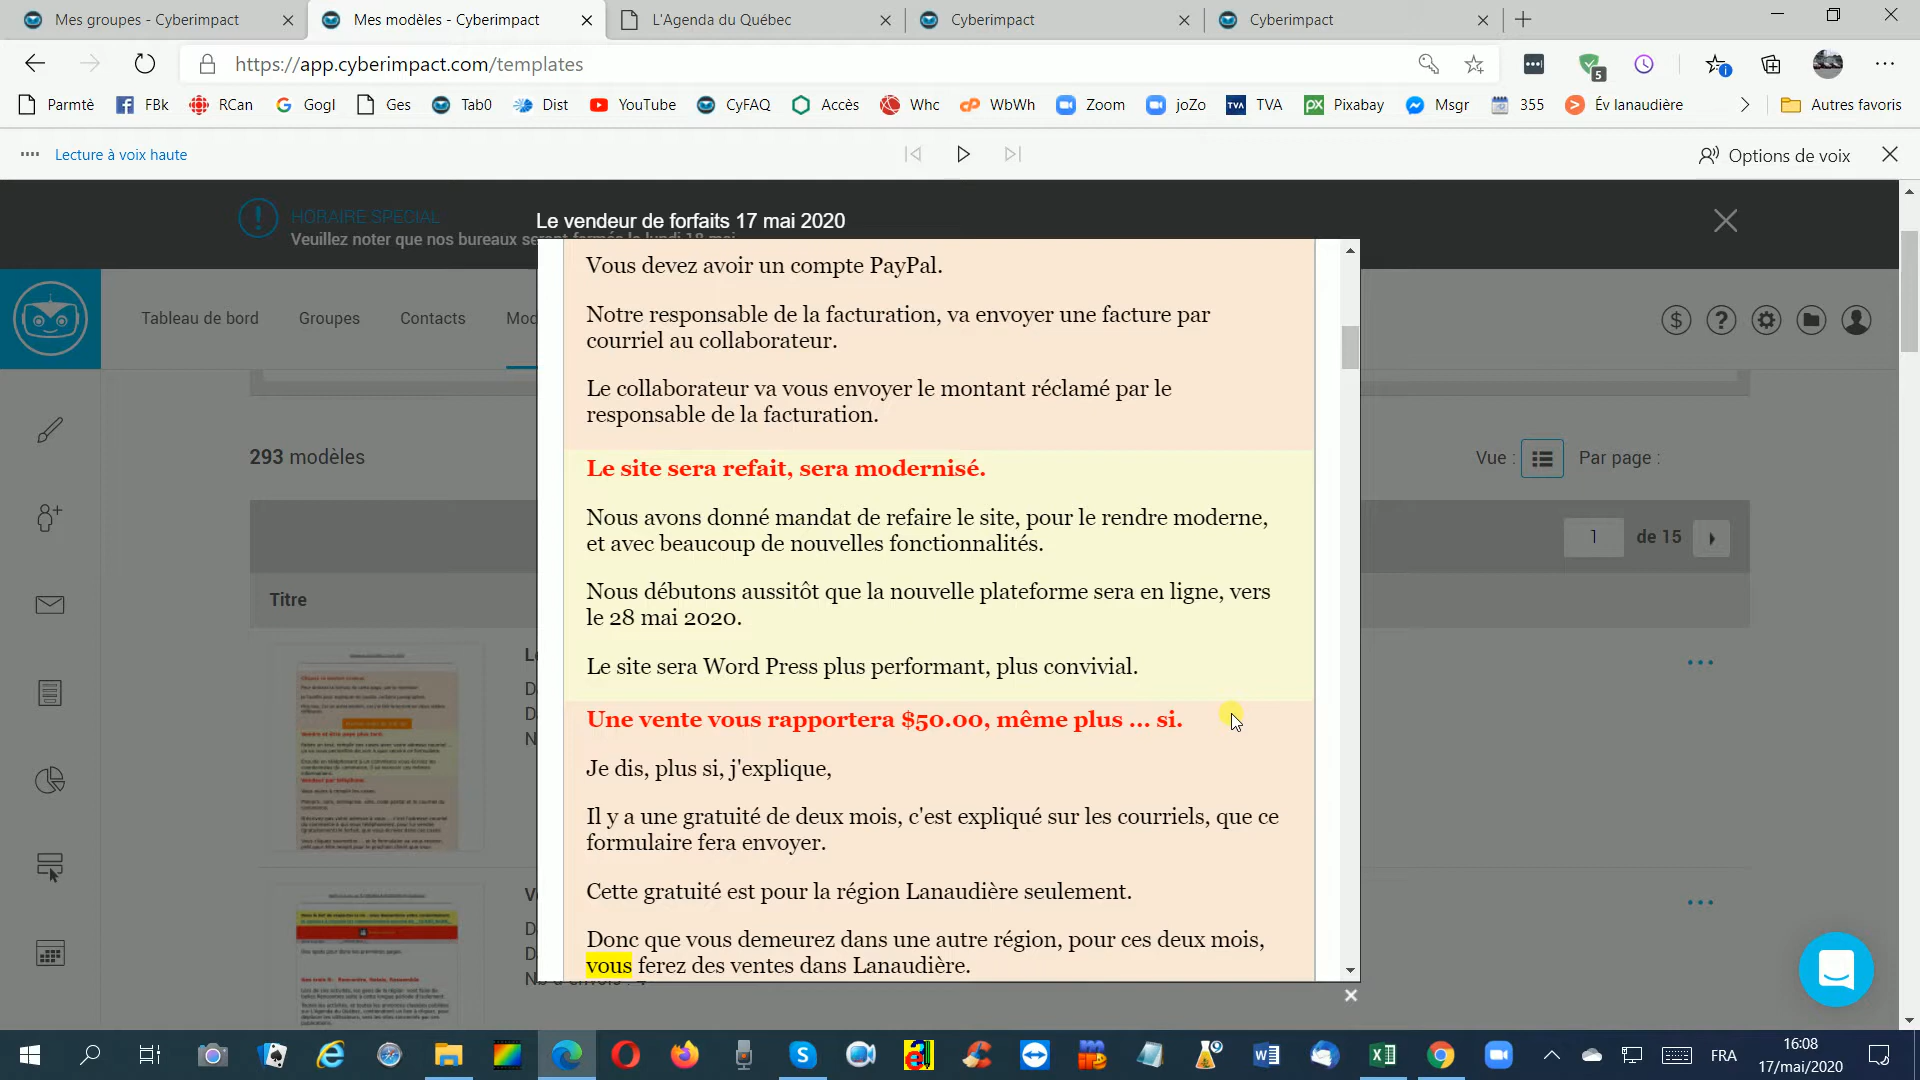 Mes groupes - Cyberimpact
Mes modèles - Cyberimpact
L'Agenda du Québec
Cyberimpact
Cyberimpact
https://app.cyberimpact.com/templates
5
Parmtè
FBk
RCan
Gogl
Ges
Tab0
Dist
YouTube
CyFAQ
Accès
Whc
WbWh
Zoom
joZo
TVA
Pixabay
Msgr
355
Év lanaudière
Autres favoris
Lecture à voix haute
Options de voix
HORAIRE SPÉCIAL
Veuillez noter que nos bureaux seront fermés le lundi 18 mai
Le vendeur de forfaits 17 mai 2020
Tableau de bord
Groupes
Contacts
Mod
293 modèles
Vue :
Par page :
1
de 15
Titre
Vous devez avoir un compte PayPal.
Notre responsable de la facturation, va envoyer une facture par
courriel au collaborateur.
Le collaborateur va vous envoyer le montant réclamé par le
responsable de la facturation.
Le site sera refait, sera modernisé.
Nous avons donné mandat de refaire le site, pour le rendre moderne,
et avec beaucoup de nouvelles fonctionnalités.
Nous débutons aussitôt que la nouvelle plateforme sera en ligne, vers
le 28 mai 2020.
Le site sera Word Press plus performant, plus convivial.
Une vente vous rapportera $50.00, même plus ... si.
Je dis, plus si, j'explique,
Il y a une gratuité de deux mois, c'est expliqué sur les courriels, que ce
formulaire fera envoyer.
Cette gratuité est pour la région Lanaudière seulement.
Donc que vous demeurez dans une autre région, pour ces deux mois,
vous ferez des ventes dans Lanaudière.
FRA
16:08
17/mai/2020